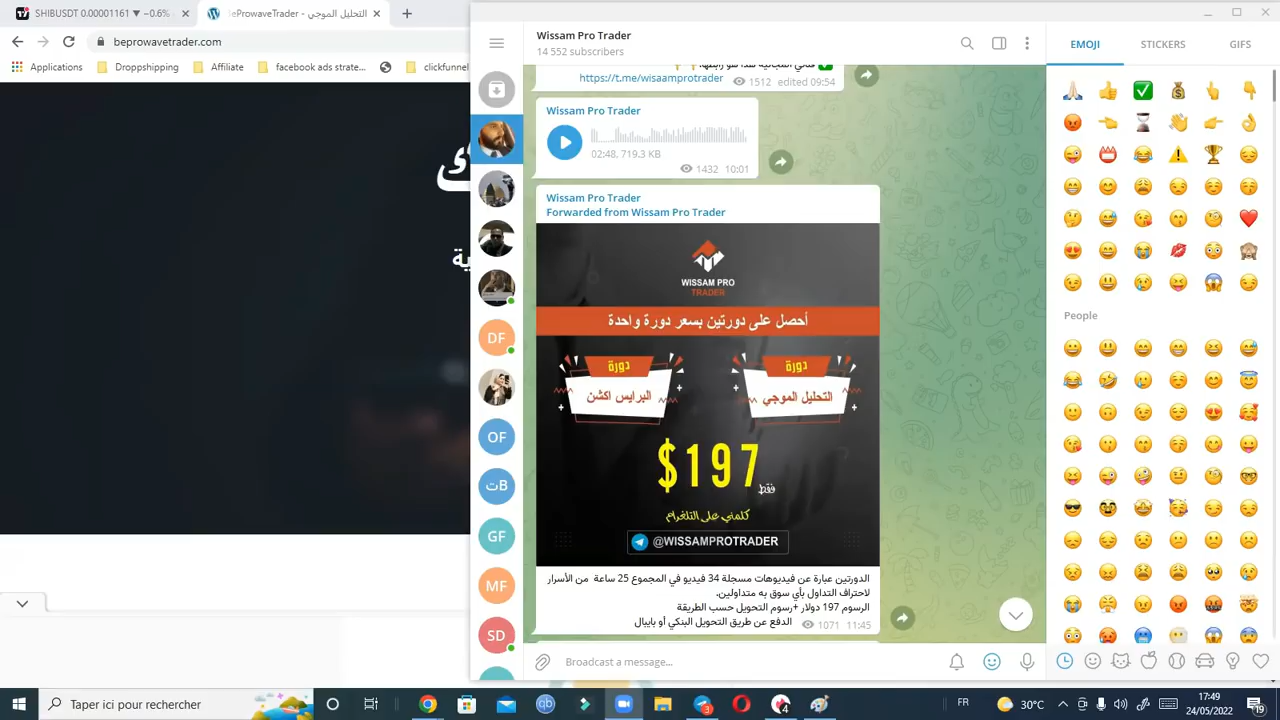 SHIBUSDT 0.00001161 ▼ −0.6%
BeProwaveTrader - التحليل الموجي
beprowavetrader.com
Applications
Dropshipping
Affiliate
facebook ads strate...
clickfunnel
Wissam Pro Trader
14 552 subscribers
https://t.me/wisaamprotrader
1512 edited 09:54
Wissam Pro Trader
02:48, 719.3 KB
1432 10:01
Wissam Pro Trader
Forwarded from Wissam Pro Trader
WISSAM PRO
TRADER
أحصل على دورتين بسعر دورة واحدة
دورة
التحليل الموجي
دورة
البرايس اكشن
$197
فقط
كلمني على التلغرام
@WISSAMPROTRADER
الدورتين عبارة عن فيديوهات مسجلة 34 فيديو في المجموع 25 ساعة من الأسرار
لاحتراف التداول بأي سوق به متداولين.
الرسوم 197 دولار +رسوم التحويل حسب الطريقة
الدفع عن طريق التحويل البنكي أو بايبال
1071 11:45
Broadcast a message...
EMOJI
STICKERS
GIFS
People
DF
OF
تB
GF
MF
SD
Taper ici pour rechercher
3
4
FR
30°C
17:49
24/05/2022
19